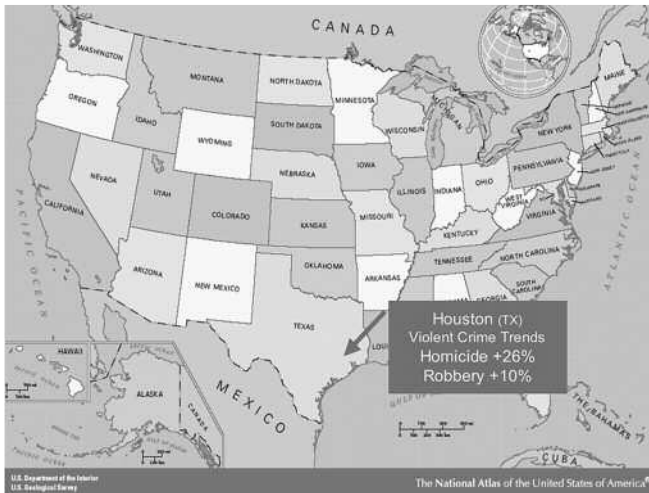 CANADA
WASHINGTON
MONTANA
NORTH DAKOTA
MINNESOTA
MAINE
OREGON
IDAHO
SOUTH DAKOTA
WISCONSIN
MICHIGAN
NEW YORK
WYOMING
IOWA
PENNSYLVANIA
NEBRASKA
NEVADA
UTAH
ILLINOIS
INDIANA
OHIO
CALIFORNIA
COLORADO
KANSAS
MISSOURI
WEST
VIRGINIA
VIRGINIA
KENTUCKY
PACIFIC OCEAN
ATLANTIC OCEAN
ARIZONA
NEW MEXICO
OKLAHOMA
ARKANSAS
TENNESSEE
NORTH CAROLINA
SOUTH
CAROLINA
GEORGIA
TEXAS
LOU
Houston (TX)
Violent Crime Trends
Homicide +26%
Robbery +10%
HAWAII
ALASKA
CANADA
MEXICO
THE BAHAMAS
CUBA
U.S. Department of the Interior
U.S. Geological Survey
The National Atlas of the United States of America®